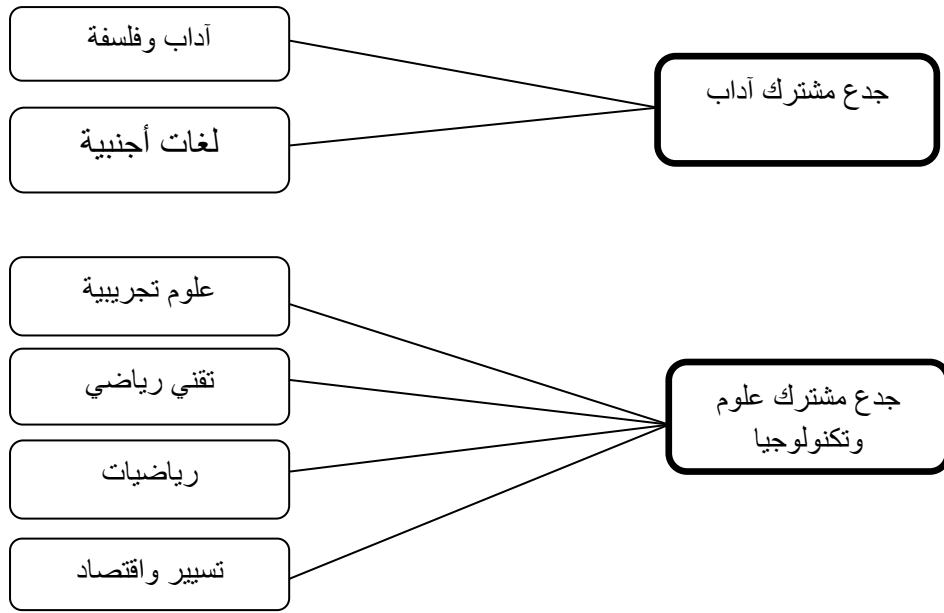 جدع مشترك آداب
آداب وفلسفة
لغات أجنبية
جدع مشترك علوم
وتكنولوجيا
علوم تجريبية
تقني رياضي
رياضيات
تسيير واقتصاد